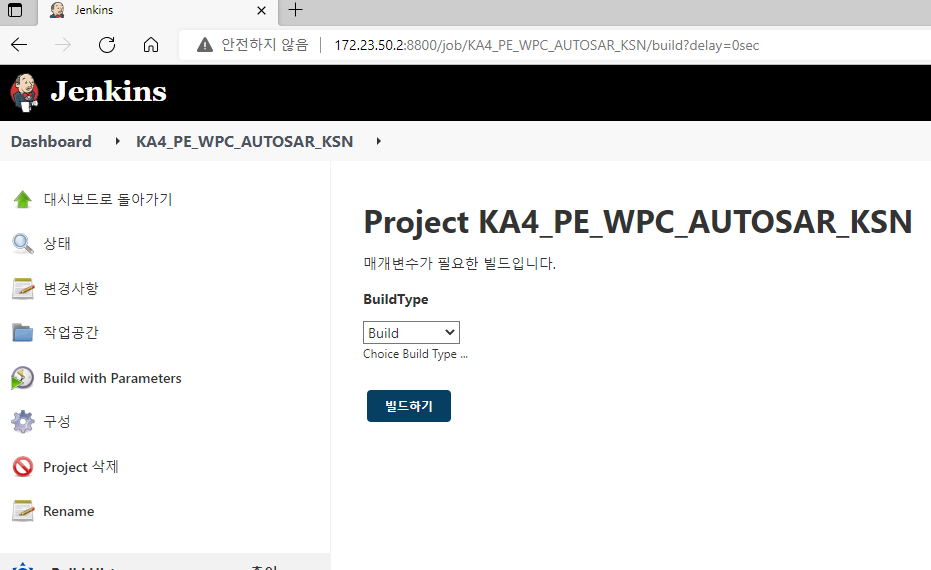 Jenkins
안전하지 않음 172.23.50.2:8800/job/KA4_PE_WPC_AUTOSAR_KSN/build?delay=0sec
Jenkins
Dashboard KA4_PE_WPC_AUTOSAR_KSN
대시보드로 돌아가기
상태
변경사항
작업공간
Build with Parameters
구성
Project 삭제
Rename
Project KA4_PE_WPC_AUTOSAR_KSN
매개변수가 필요한 빌드입니다.
BuildType
Build
Choice Build Type ...
빌드하기